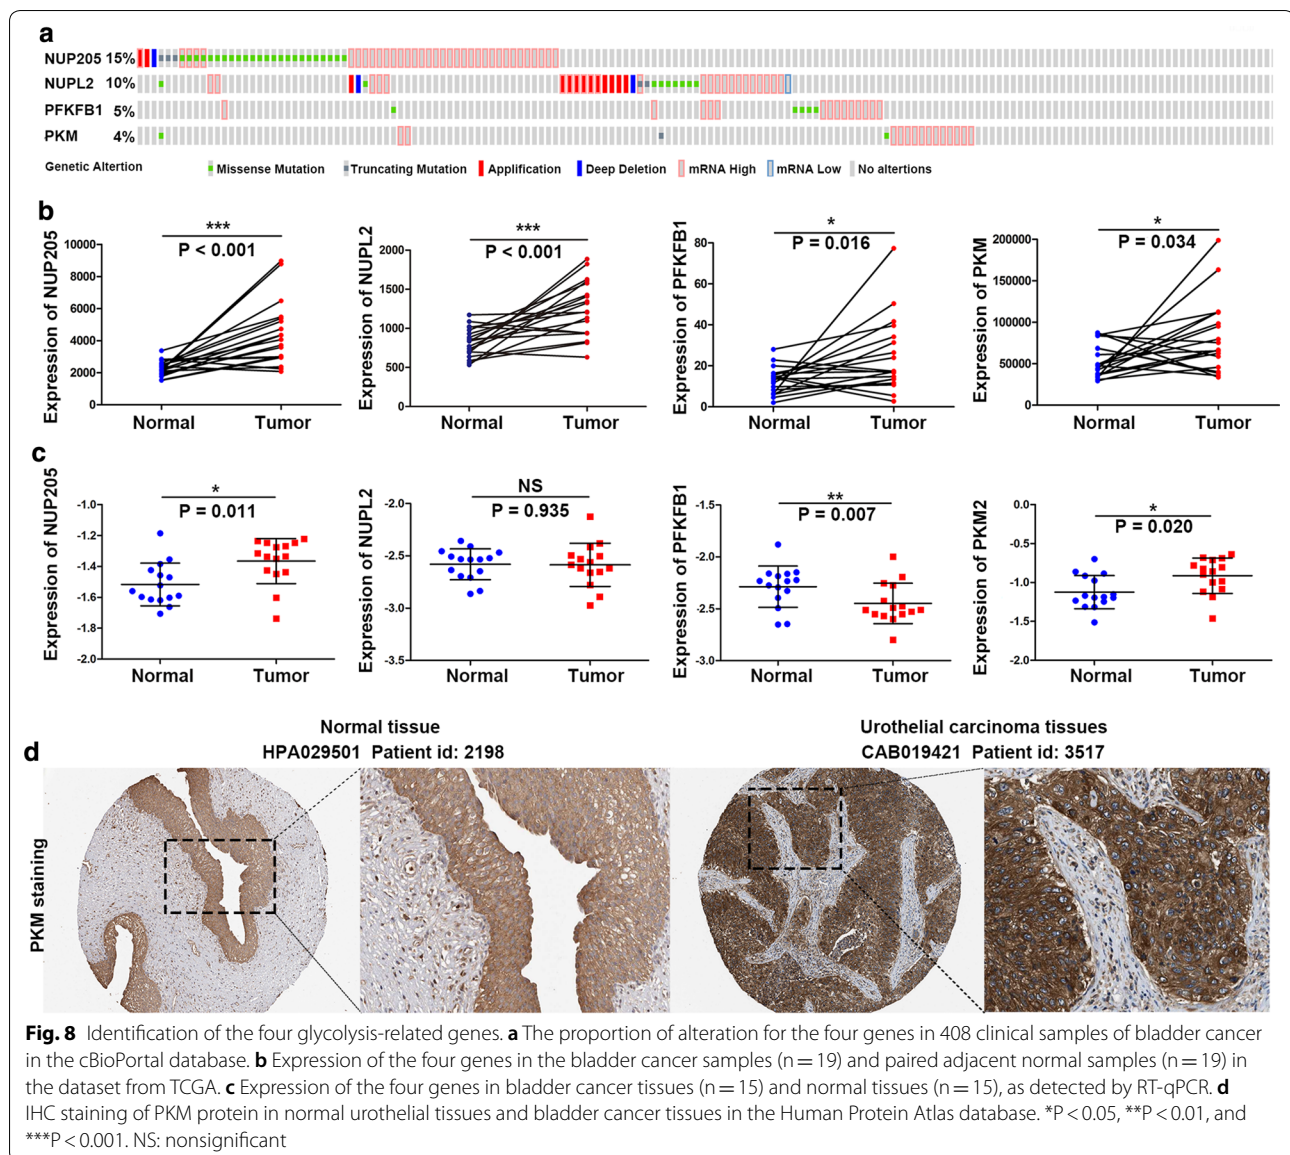 a
NUP205 15%
NUPL2 10%
PFKFB1 5%
PKM 4%
Genetic Altertion Missense Mutation Truncating Mutation Applification Deep Deletion mRNA High mRNA Low No altertions
b
Expression of NUP205
10000
8000
6000
4000
2000
0
***
P < 0.001
Normal Tumor
Expression of NUPL2
2000
1500
1000
500
0
***
P < 0.001
Normal Tumor
Expression of PFKFB1
80
60
40
20
0
*
P = 0.016
Normal Tumor
Expression of PKM
200000
150000
100000
50000
0
*
P = 0.034
Normal Tumor
c
Expression of NUP205
-1.0
-1.2
-1.4
-1.6
-1.8
-2.0
*
P = 0.011
Normal Tumor
Expression of NUPL2
-2.0
-2.5
-3.0
-3.5
NS
P = 0.935
Normal Tumor
Expression of PFKFB1
-1.5
-2.0
-2.5
-3.0
**
P = 0.007
Normal Tumor
Expression of PKM2
0.0
-0.5
-1.0
-1.5
-2.0
*
P = 0.020
Normal Tumor
d
Normal tissue
HPA029501 Patient id: 2198
Urothelial carcinoma tissues
CAB019421 Patient id: 3517
PKM staining
Fig. 8 Identification of the four glycolysis-related genes. a The proportion of alteration for the four genes in 408 clinical samples of bladder cancer
in the cBioPortal database. b Expression of the four genes in the bladder cancer samples (n = 19) and paired adjacent normal samples (n = 19) in
the dataset from TCGA. c Expression of the four genes in bladder cancer tissues (n = 15) and normal tissues (n = 15), as detected by RT-qPCR. d
IHC staining of PKM protein in normal urothelial tissues and bladder cancer tissues in the Human Protein Atlas database. *P < 0.05, **P < 0.01, and
***P < 0.001. NS: nonsignificant